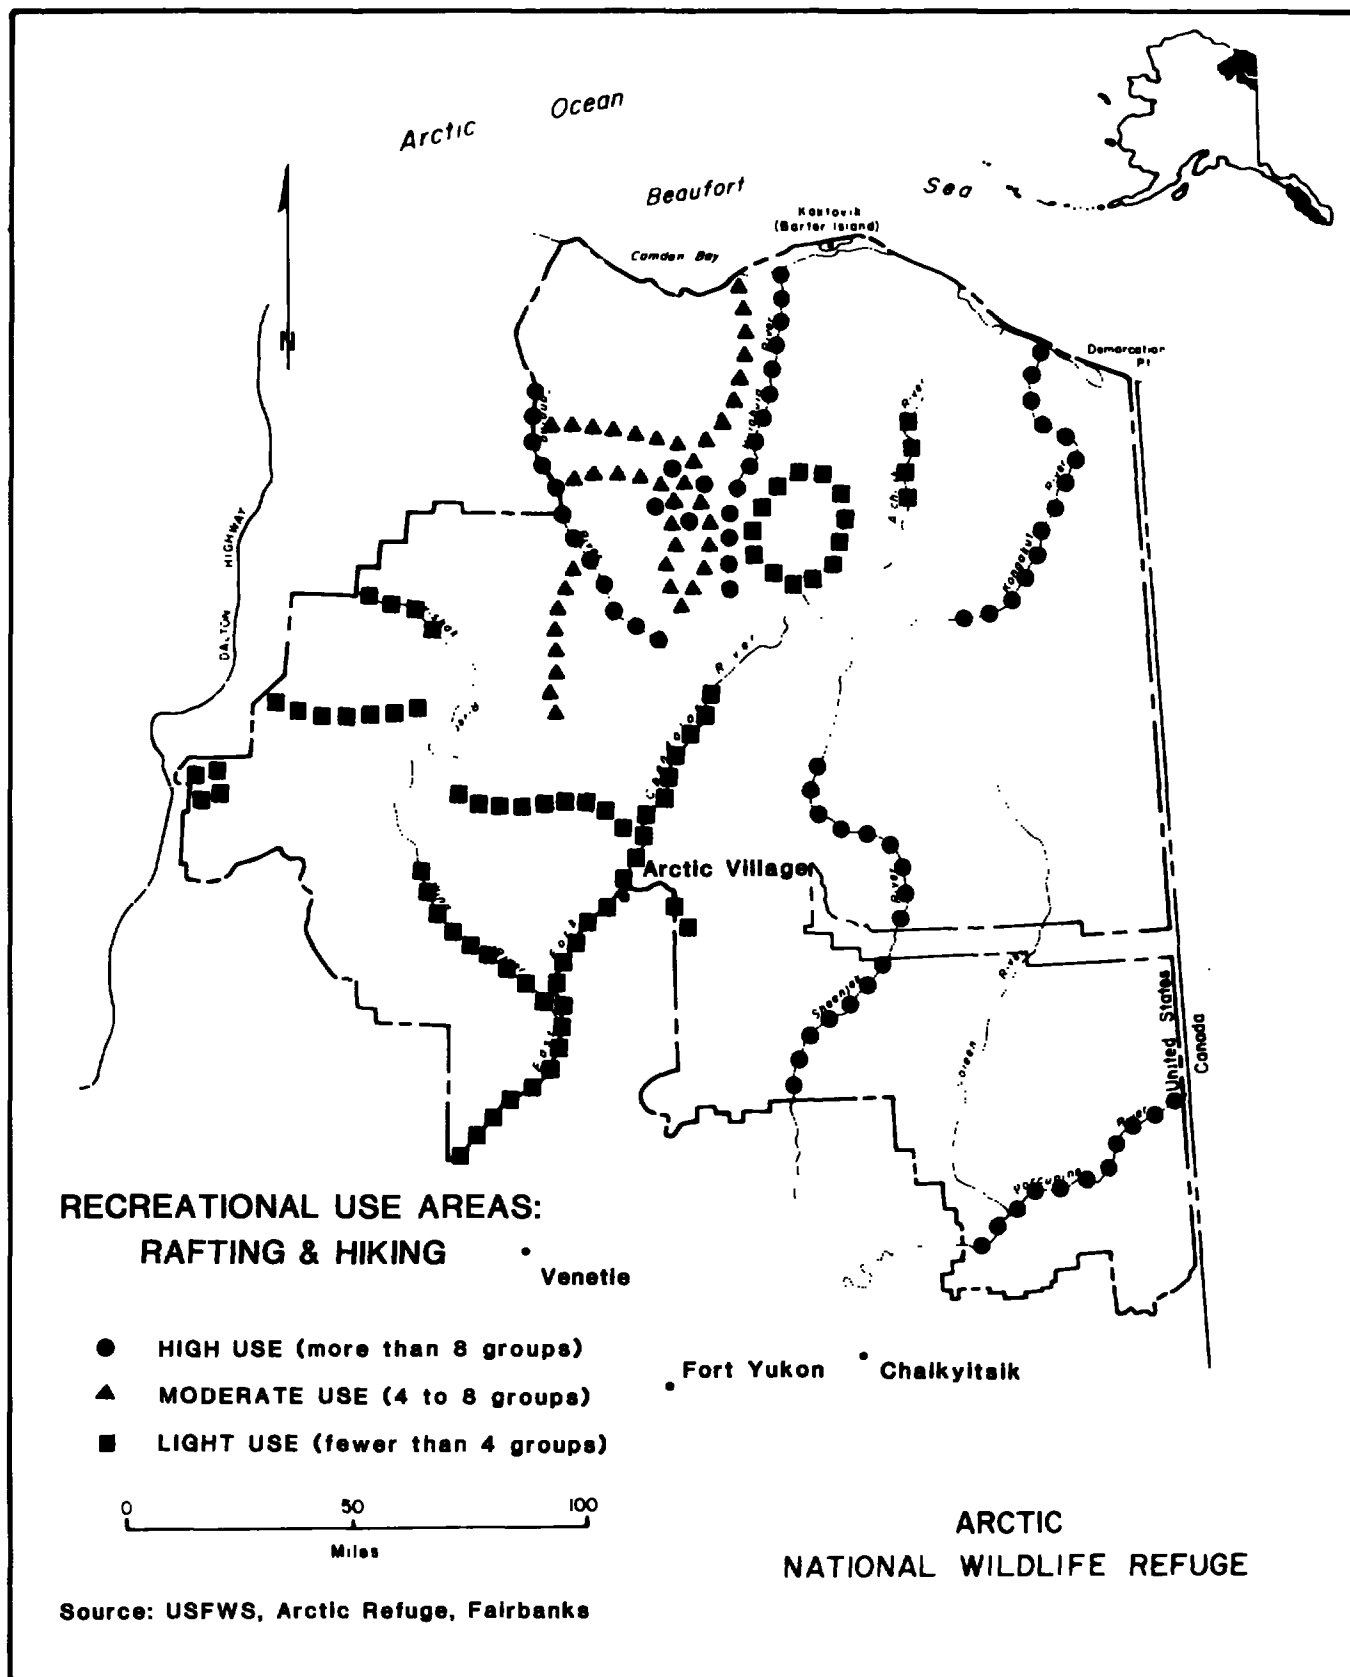 Arctic Ocean
Beaufort Sea
Kaktovik
(Barter Island)
Camden Bay
N
Demarcation
Pt
River
River
River
DALTON HIGHWAY
Kongakut
River
River
Arctic Village
River
Sheenjek
River
United States
Canada
River
Porcupine
RECREATIONAL USE AREAS:
RAFTING & HIKING
Venetie
HIGH USE (more than 8 groups)
Fort Yukon
Chalkyitsik
MODERATE USE (4 to 8 groups)
LIGHT USE (fewer than 4 groups)
0 50 100
Miles
ARCTIC
NATIONAL WILDLIFE REFUGE
Source: USFWS, Arctic Refuge, Fairbanks